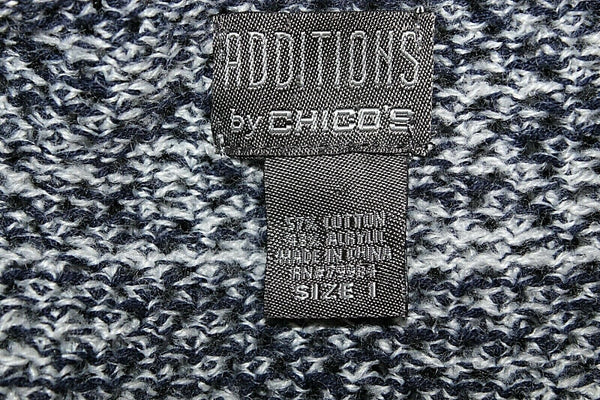 ADDITIONS
by CHICO'S
57% COTTON
43% ACRYLIC
MADE IN CHINA
SIZE 1